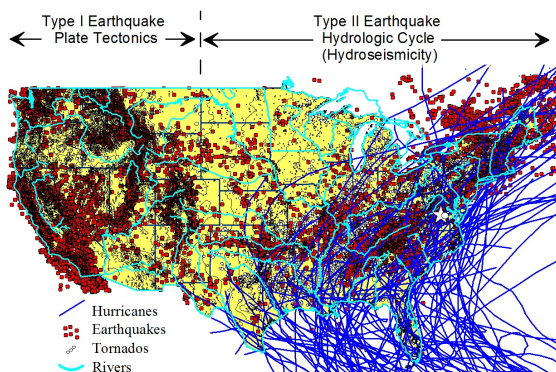 Type I Earthquake
Plate Tectonics
Type II Earthquake
Hydrologic Cycle
(Hydroseismicity)
Hurricanes
Earthquakes
Tornados
Rivers